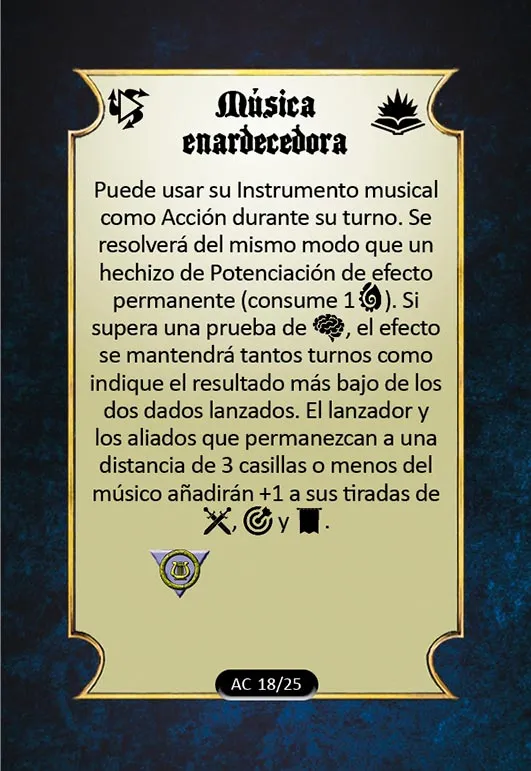 Música
enardecedora
Puede usar su Instrumento musical
como Acción durante su turno. Se
resolverá del mismo modo que un
hechizo de Potenciación de efecto
permanente (consume 1 ). Si
supera una prueba de , el efecto
se mantendrá tantos turnos como
indique el resultado más bajo de los
dos dados lanzados. El lanzador y
los aliados que permanezcan a una
distancia de 3 casillas o menos del
músico añadirán +1 a sus tiradas de
, y .
AC 18/25